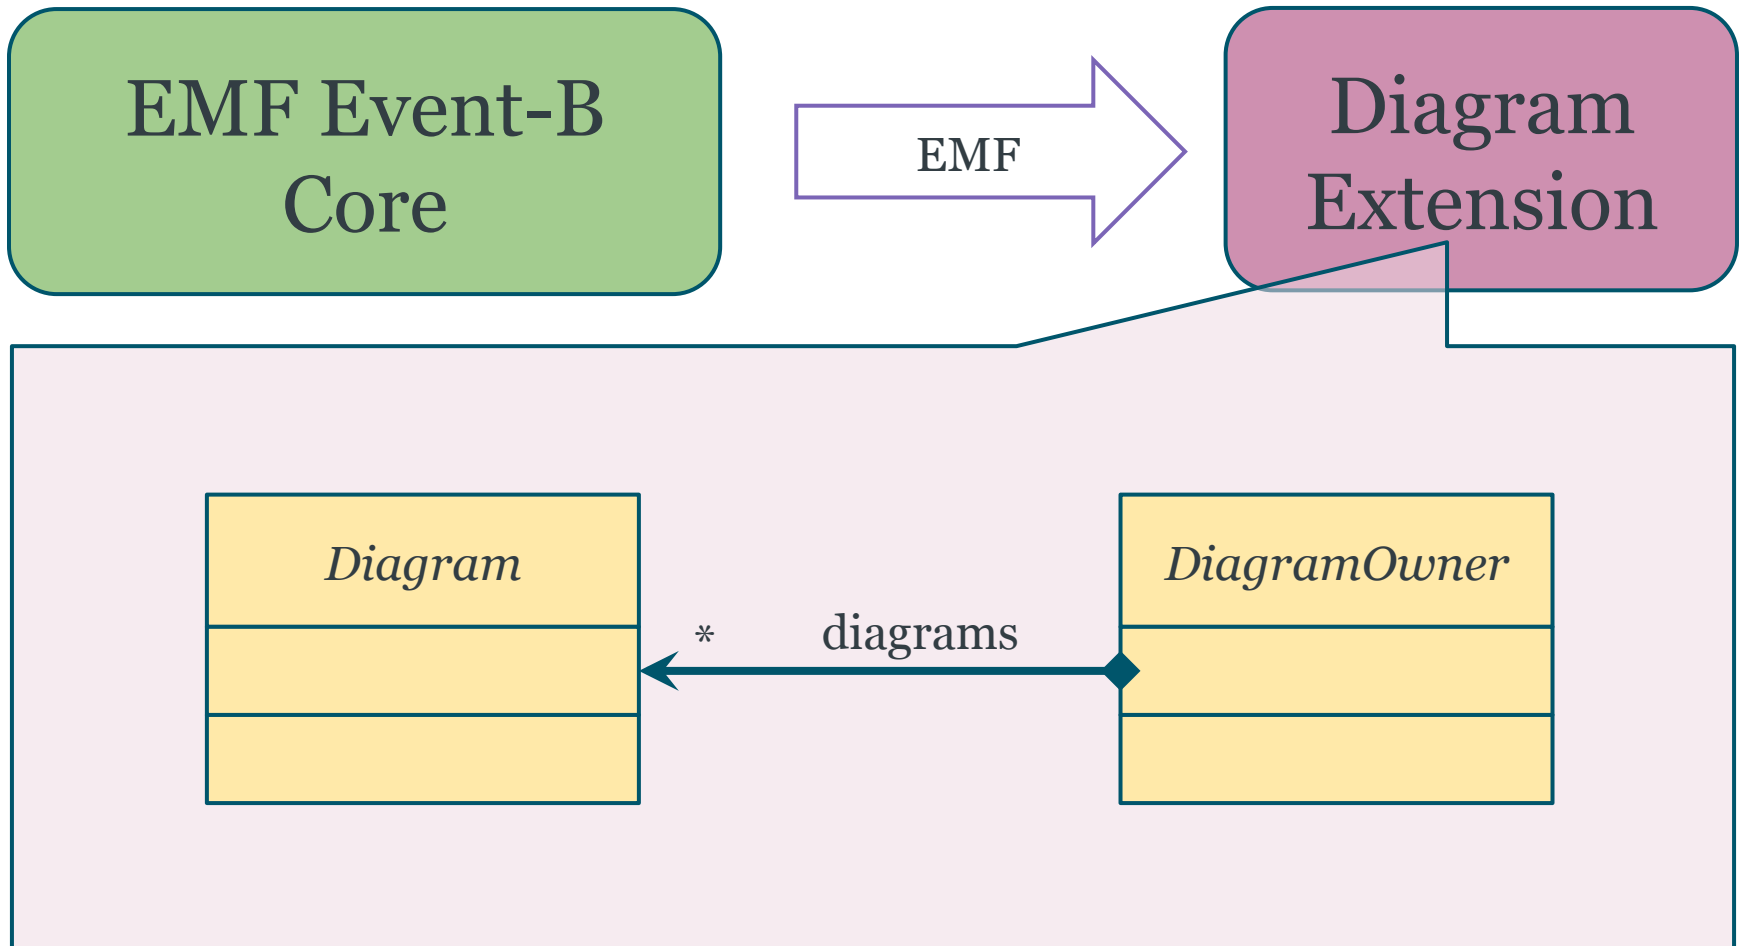 EMF Event-B
Core
EMF
Diagram
Extension
Diagram
DiagramOwner
* diagrams